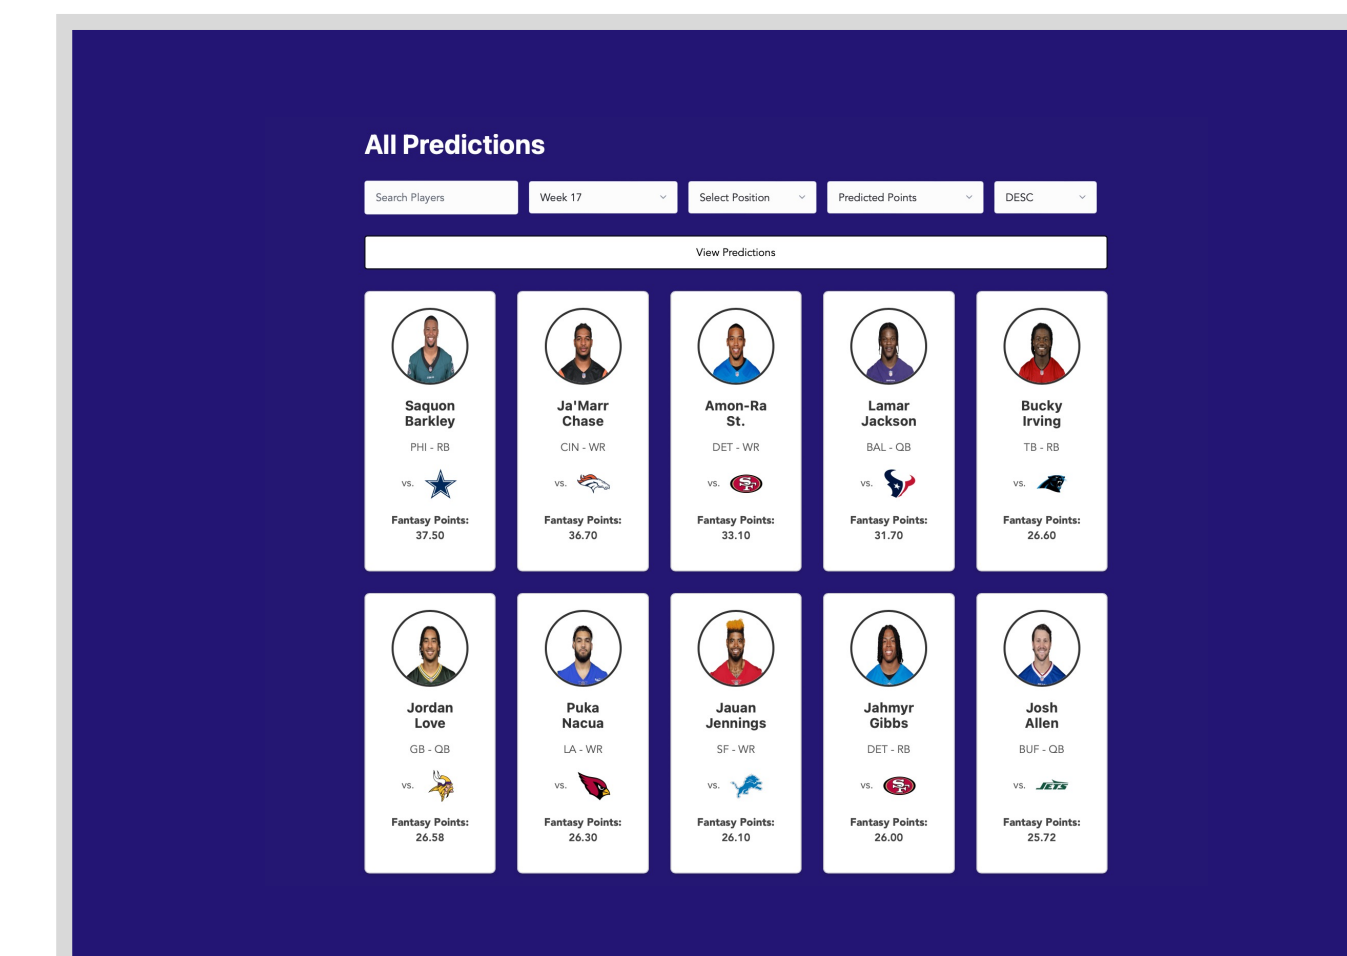 All Predictions
Search Players
Week 17
Select Position
Predicted Points
DESC
View Predictions
Saquon
Barkley
PHI - RB
vs.
Fantasy Points:
37.50
Ja'Marr
Chase
CIN - WR
vs.
Fantasy Points:
36.70
Amon-Ra
St.
DET - WR
vs.
SF
Fantasy Points:
33.10
Lamar
Jackson
BAL - QB
vs.
Fantasy Points:
31.70
Bucky
Irving
TB - RB
vs.
Fantasy Points:
26.60
Jordan
Love
GB - QB
vs.
Fantasy Points:
26.58
Puka
Nacua
LA - WR
vs.
Fantasy Points:
26.30
Jauan
Jennings
SF - WR
vs.
Fantasy Points:
26.10
Jahmyr
Gibbs
DET - RB
vs.
SF
Fantasy Points:
26.00
Josh
Allen
BUF - QB
vs.
JETS
Fantasy Points:
25.72